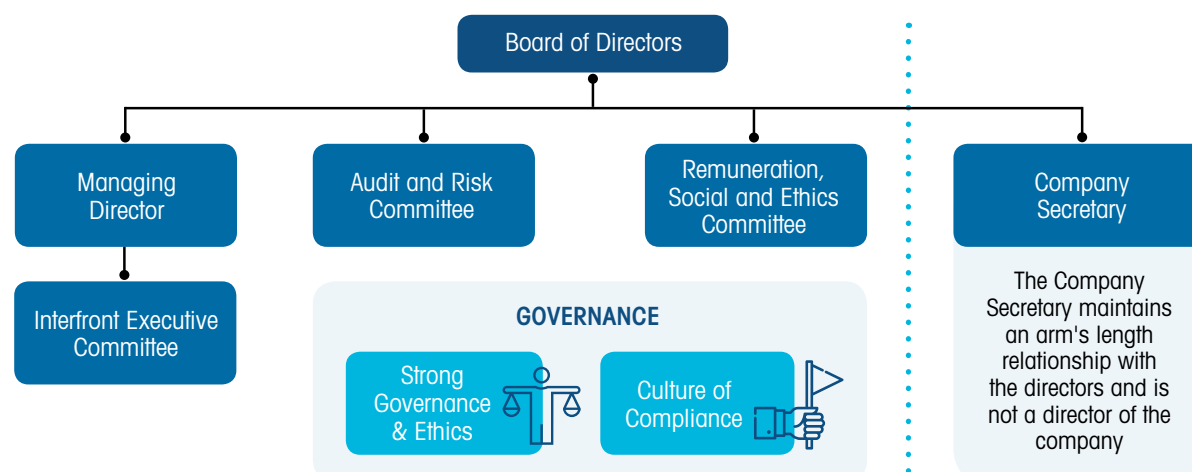 Board of Directors
Managing
Director
Audit and Risk
Committee
Remuneration,
Social and Ethics
Committee
Company
Secretary
Interfront Executive
Committee
GOVERNANCE
Strong
Governance
& Ethics
Culture of
Compliance
The Company
Secretary maintains
an arm's length
relationship with
the directors and is
not a director of the
company